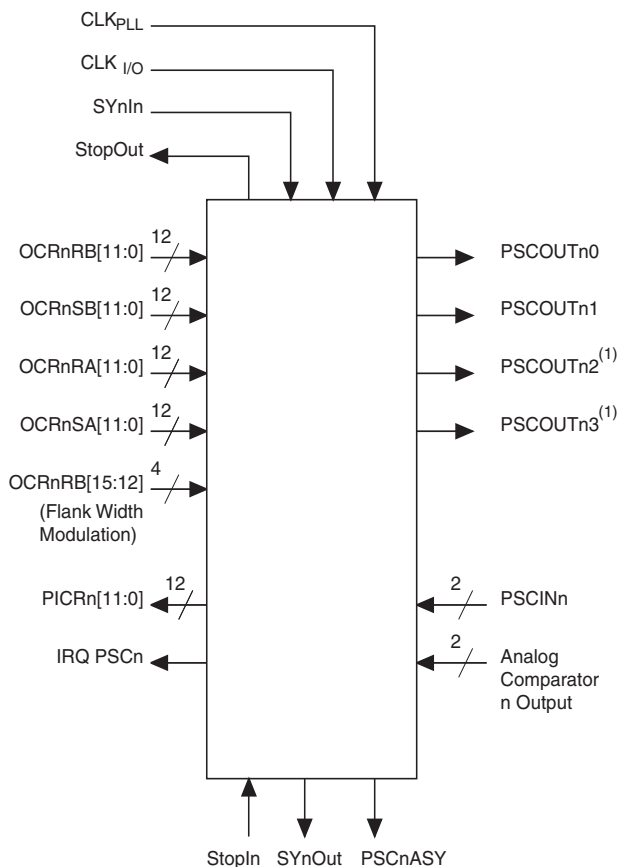 CLKPLL
CLK I/O
SYnIn
StopOut
12
OCRnRB[11:0]
PSCOUTn0
12
OCRnSB[11:0]
PSCOUTn1
12
OCRnRA[11:0]
PSCOUTn2(1)
12
OCRnSA[11:0]
PSCOUTn3(1)
4
OCRnRB[15:12]
(Flank Width
Modulation)
12
PICRn[11:0]
2
PSCINn
IRQ PSCn
2
Analog
Comparator
n Output
StopIn SYnOut PSCnASY